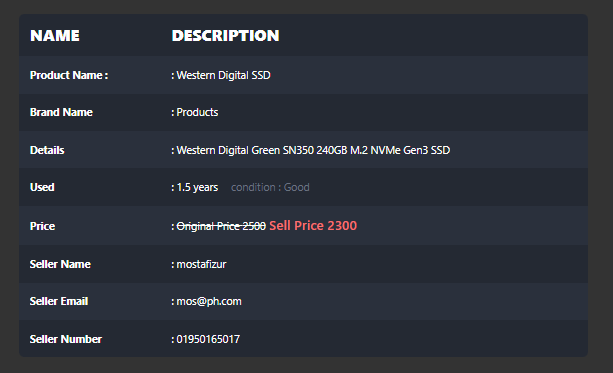 NAME DESCRIPTION
Product Name : : Western Digital SSD
Brand Name : Products
Details : Western Digital Green SN350 240GB M.2 NVMe Gen3 SSD
Used : 1.5 years condition : Good
Price : Original Price 2500 Sell Price 2300
Seller Name : mostafizur
Seller Email : mos@ph.com
Seller Number : 01950165017